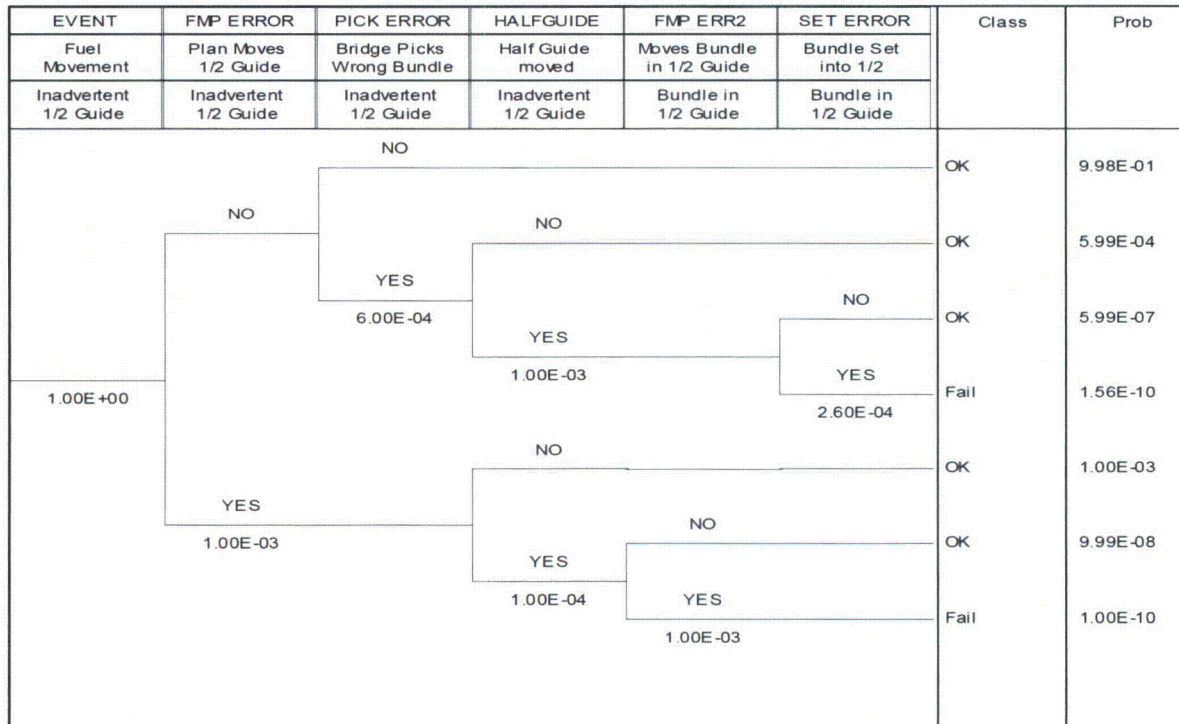 EVENT FMP ERROR PICK ERROR HALFGUIDE FMP ERR2 SET ERROR Class Prob
Fuel Movement Plan Moves 1/2 Guide Bridge Picks Wrong Bundle Half Guide moved Moves Bundle in 1/2 Guide Bundle Set into 1/2
Inadvertent 1/2 Guide Inadvertent 1/2 Guide Inadvertent 1/2 Guide Inadvertent 1/2 Guide Bundle in 1/2 Guide Bundle in 1/2 Guide
NO
OK 9.98E-01
NO NO
OK 5.99E-04
YES NO
6.00E-04 OK 5.99E-07
YES
1.00E-03 YES
1.00E+00 Fail 1.56E-10
2.60E-04
NO
OK 1.00E-03
YES NO
1.00E-03 OK 9.99E-08
YES
1.00E-04 YES
Fail 1.00E-10
1.00E-03